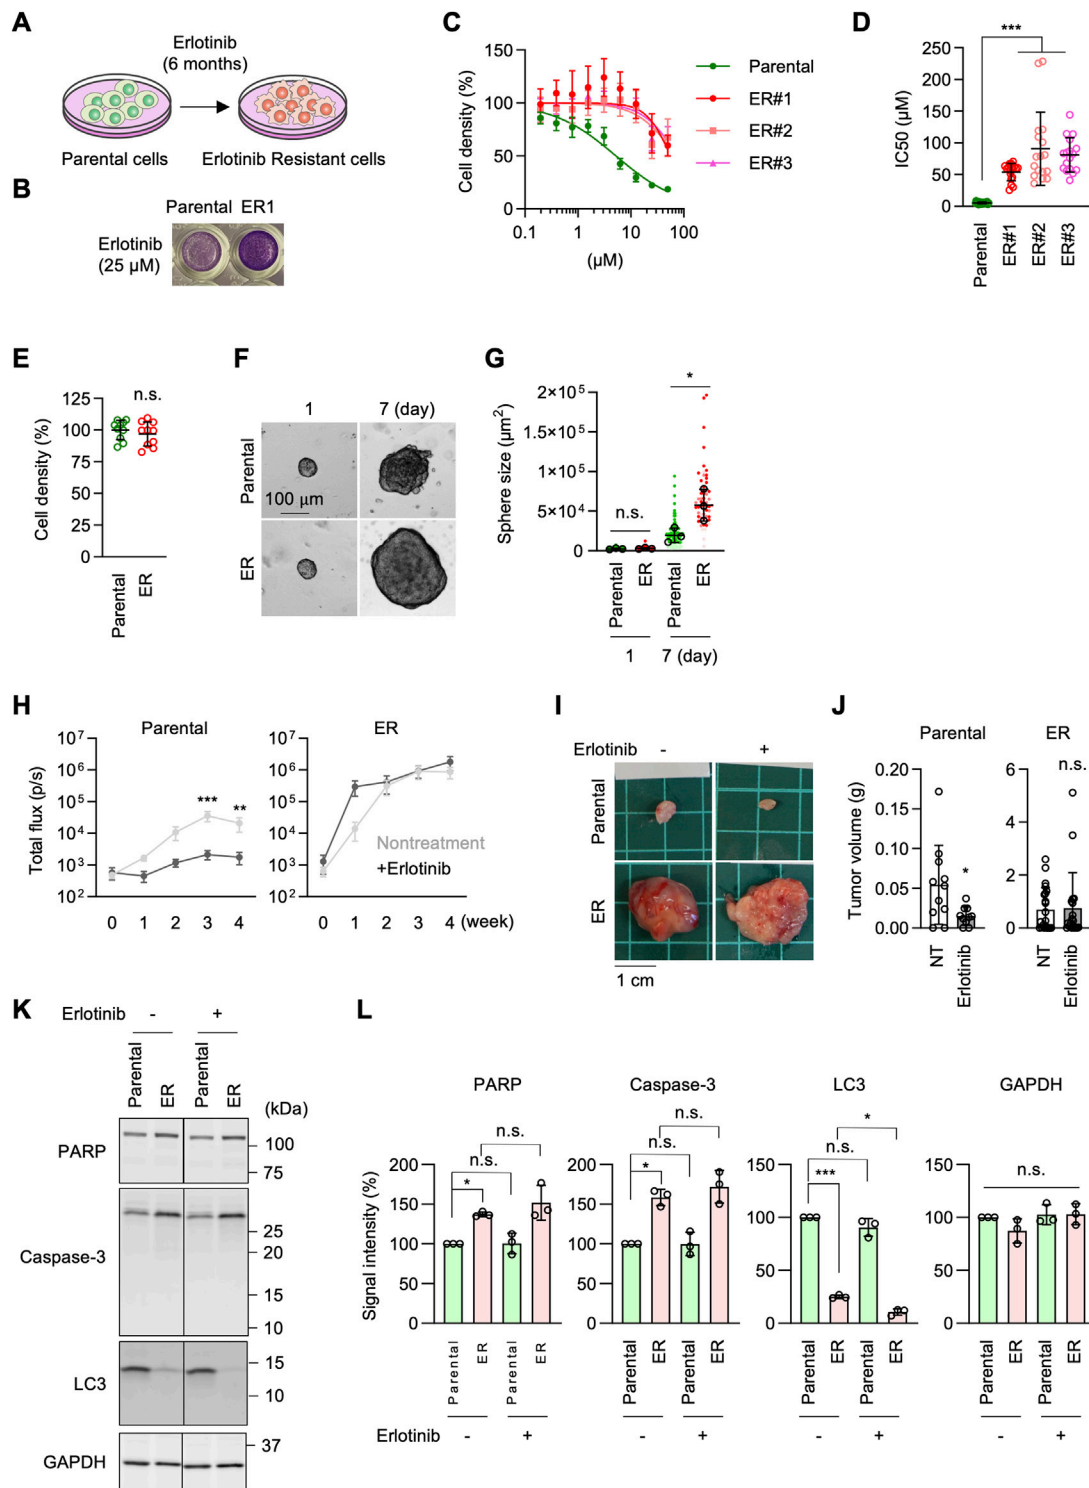 A
Erlotinib
(6 months)
Parental cells
Erlotinib Resistant cells
B
Parental ER1
Erlotinib
(25 µM)
C
Cell density (%)
150
100
50
0
0.1
1
10
100
(µM)
Parental
ER#1
ER#2
ER#3
D
***
IC50 (µM)
250
200
150
100
50
0
Parental
ER#1
ER#2
ER#3
E
n.s.
Cell density (%)
125
100
75
50
25
0
Parental
ER
F
1
7 (day)
Parental
100 µm
ER
G
*
Sphere size (µm²)
2×10⁵
1.5×10⁵
1×10⁵
5×10⁴
0
n.s.
Parental
ER
Parental
ER
1
7 (day)
H
Parental
ER
Total flux (p/s)
10⁷
10⁶
10⁵
10⁴
10³
10²
***
**
0 1 2 3 4
10⁷
10⁶
10⁵
10⁴
10³
10²
Nontreatment
+Erlotinib
0 1 2 3 4 (week)
I
Erlotinib - +
Parental
ER
1 cm
J
Parental
ER
Tumor volume (g)
0.20
0.15
0.10
0.05
0.00
*
NT
Erlotinib
n.s.
6
4
2
0
NT
Erlotinib
K
Erlotinib - +
Parental
ER
Parental
ER
(kDa)
PARP
100
75
Caspase-3
25
20
15
10
LC3
15
10
GAPDH
37
L
PARP
Caspase-3
LC3
GAPDH
Signal intensity (%)
n.s.
n.s.
*
200
150
100
50
0
Parental
ER
Parental
ER
n.s.
n.s.
*
200
150
100
50
0
Parental
ER
Parental
ER
*
n.s.
***
150
100
50
0
Parental
ER
Parental
ER
n.s.
150
100
50
0
Parental
ER
Parental
ER
Erlotinib - + - + - + - +